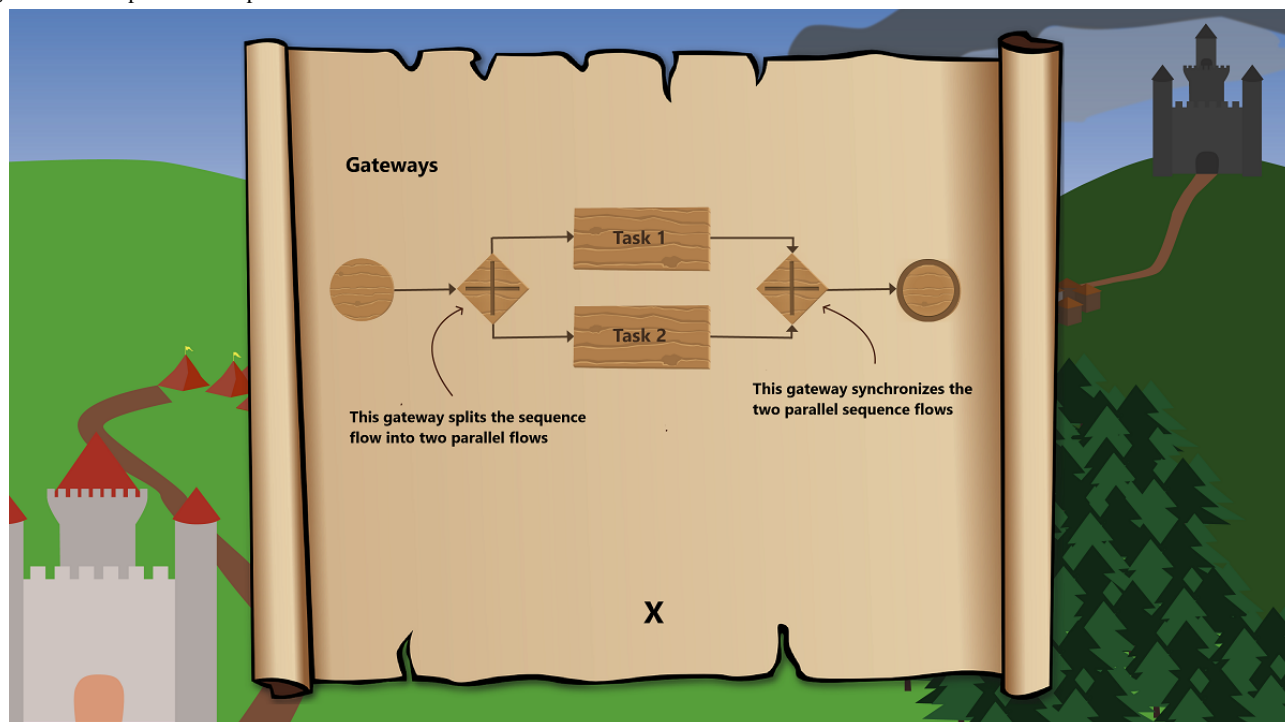 Gateways
Task 1
Task 2
This gateway splits the sequence
flow into two parallel flows
This gateway synchronizes the
two parallel sequence flows
X